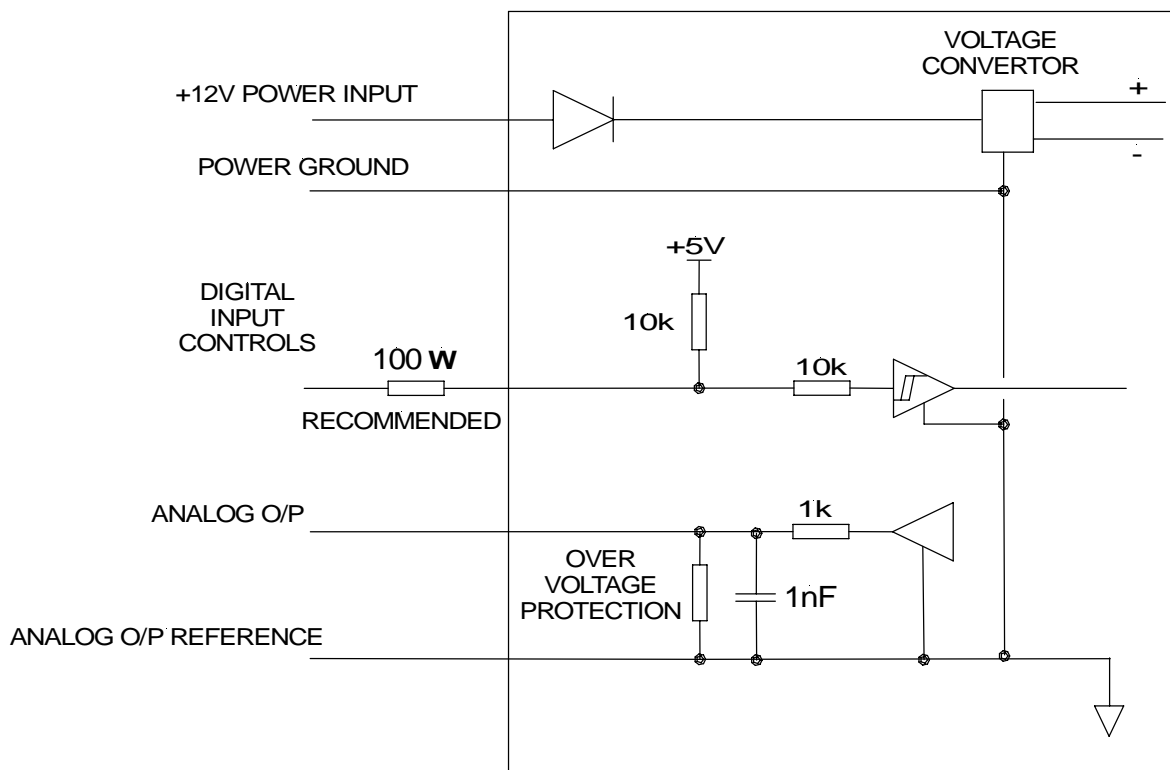 VOLTAGE
CONVERTOR
+12V POWER INPUT
+
-
POWER GROUND
+5V
DIGITAL
INPUT
CONTROLS
10k
100 W
10k
RECOMMENDED
ANALOG O/P
1k
OVER
VOLTAGE
PROTECTION
1nF
ANALOG O/P REFERENCE